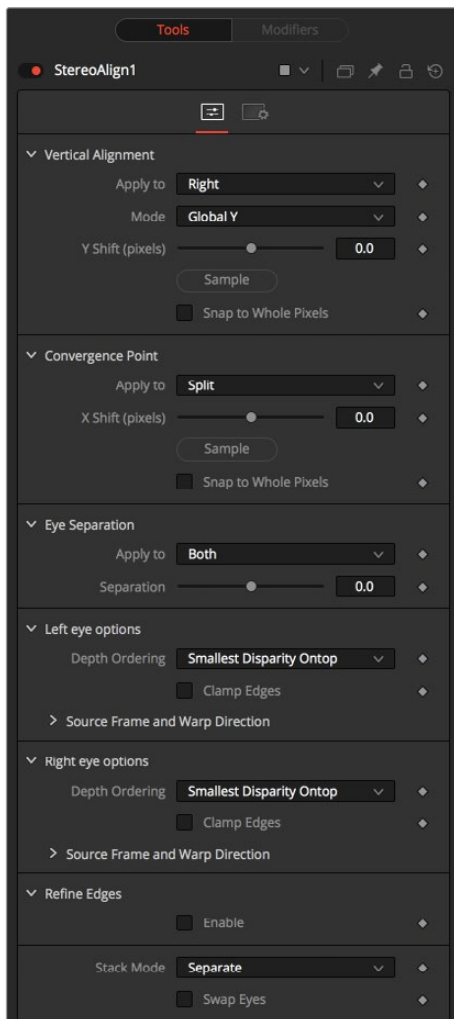 Tools Modifiers
StereoAlign1
Vertical Alignment
Apply to Right
Mode Global Y
Y Shift (pixels) 0.0
Sample
Snap to Whole Pixels
Convergence Point
Apply to Split
X Shift (pixels) 0.0
Sample
Snap to Whole Pixels
Eye Separation
Apply to Both
Separation 0.0
Left eye options
Depth Ordering Smallest Disparity Ontop
Clamp Edges
Source Frame and Warp Direction
Right eye options
Depth Ordering Smallest Disparity Ontop
Clamp Edges
Source Frame and Warp Direction
Refine Edges
Enable
Stack Mode Separate
Swap Eyes